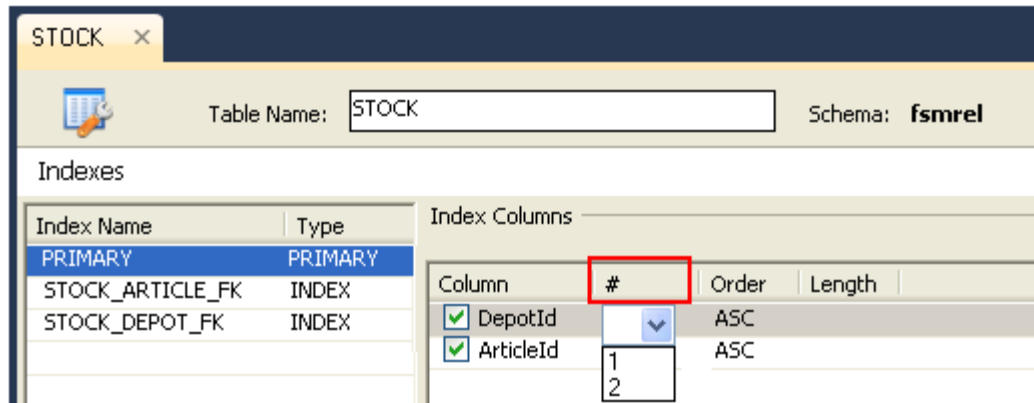 STOCK ×
Table Name: STOCK Schema: fsmrel
Indexes
Index Name Type
PRIMARY PRIMARY
STOCK_ARTICLE_FK INDEX
STOCK_DEPOT_FK INDEX
Index Columns
Column # Order Length
DepotId ASC
ArticleId ASC
1
2